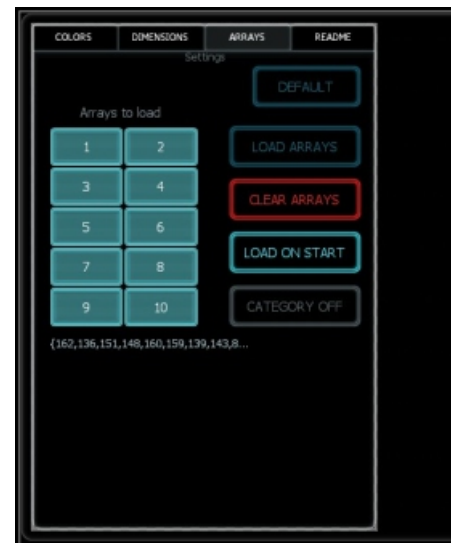 COLORS DIMENSIONS ARRAYS README
Settings
DEFAULT
Arrays to load
1 2 LOAD ARRAYS
3 4 CLEAR ARRAYS
5 6
7 8 LOAD ON START
9 10 CATEGORY OFF
{162,136,151,148,160,159,139,143,8...